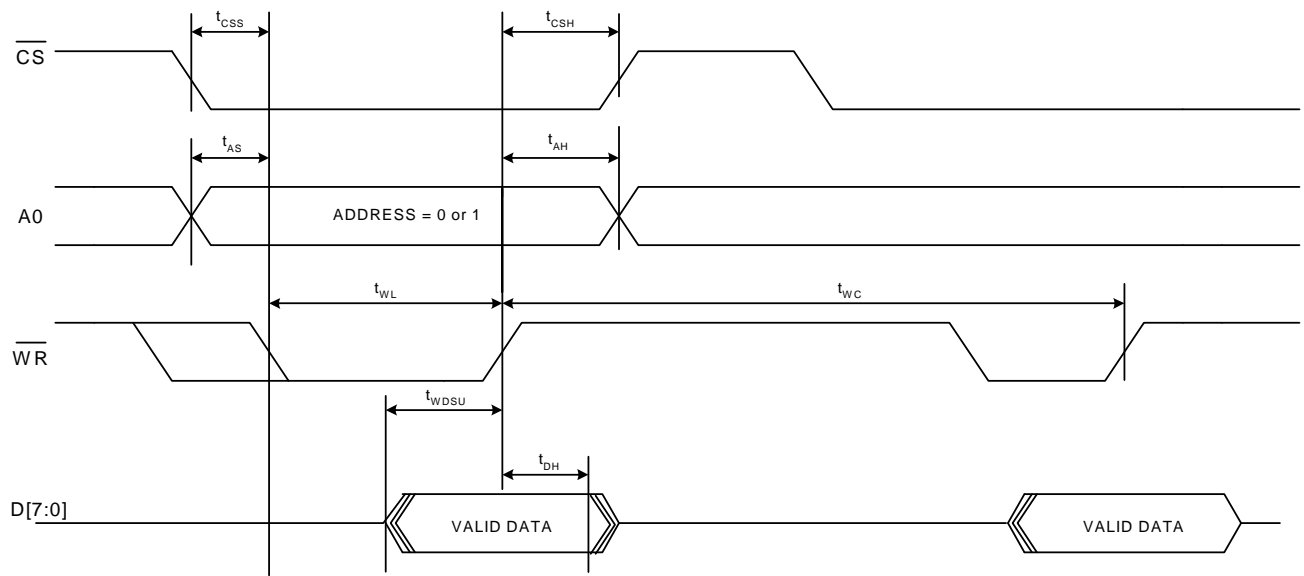 tCSS
tCSH
CS
tAS
tAH
A0
ADDRESS = 0 or 1
tWL
tWC
WR
tWDSU
tDH
D[7:0]
VALID DATA
VALID DATA